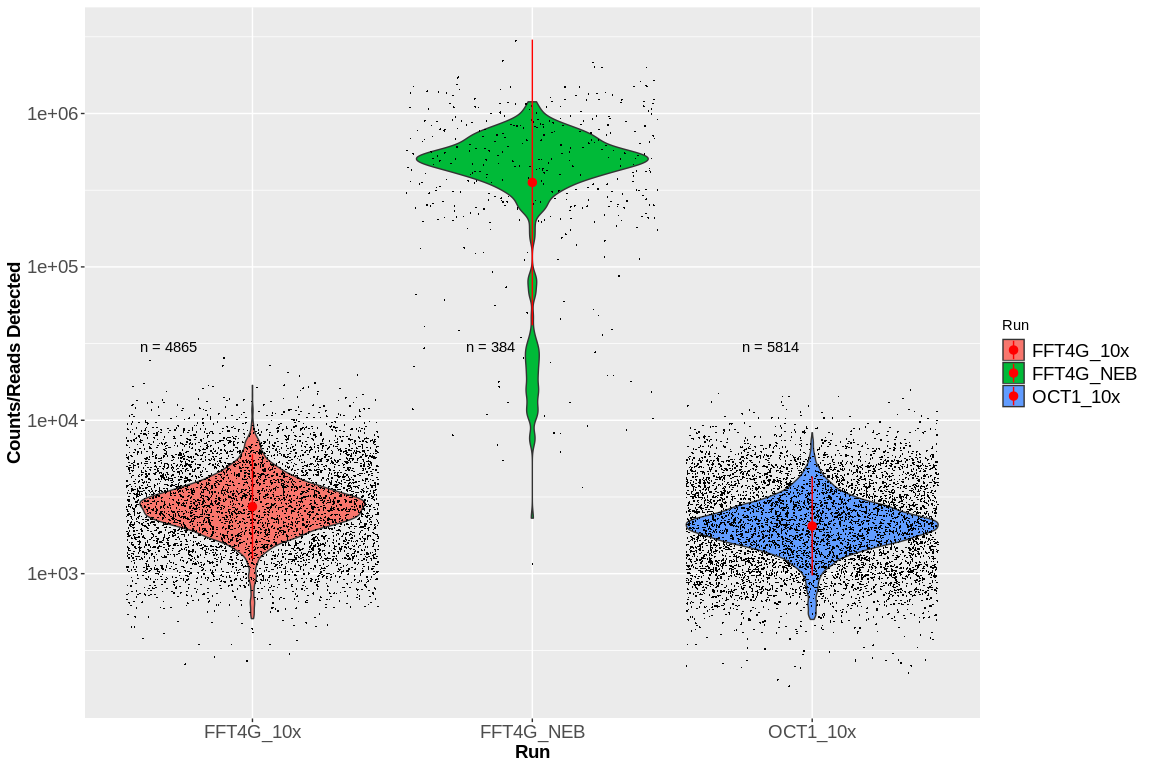 Counts/Reads Detected
1e+06
1e+05
1e+04
1e+03
n = 4865
n = 384
n = 5814
FFT4G_10x
FFT4G_NEB
OCT1_10x
Run
Run
FFT4G_10x
FFT4G_NEB
OCT1_10x